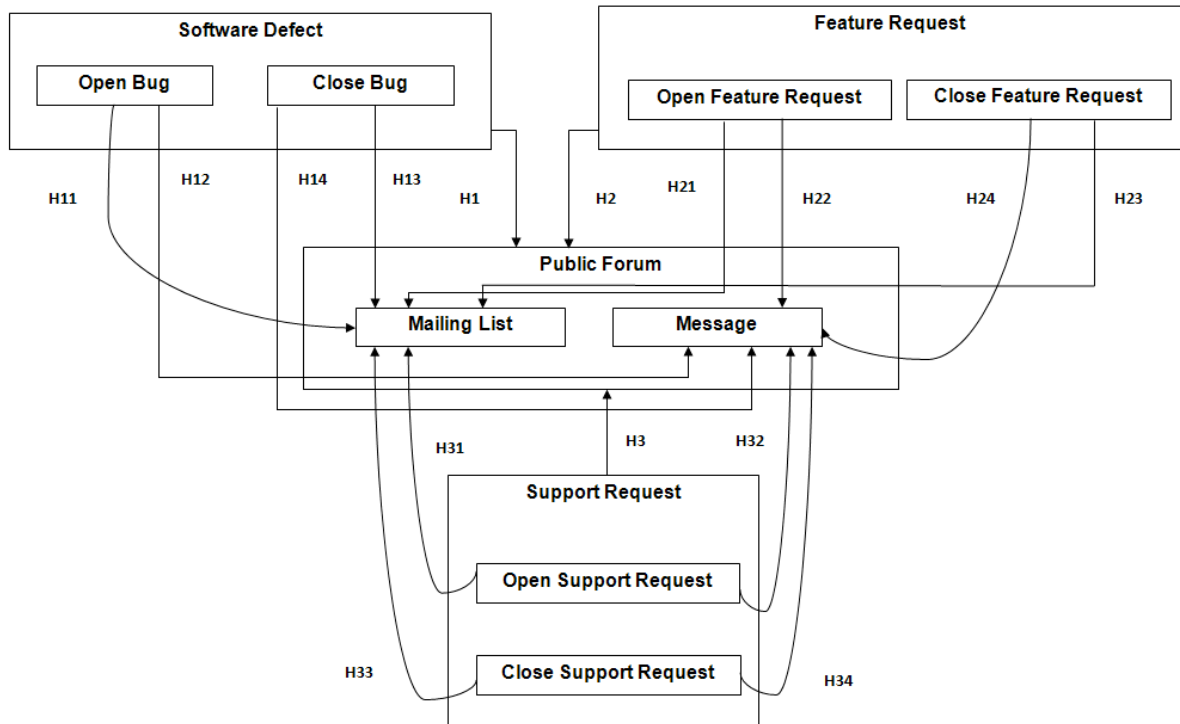 Software Defect
Feature Request
Open Bug
Close Bug
Open Feature Request
Close Feature Request
H11
H12
H14
H13
H1
H2
H21
H22
H24
H23
Public Forum
Mailing List
Message
H31
H3
H32
Support Request
Open Support Request
Close Support Request
H33
H34